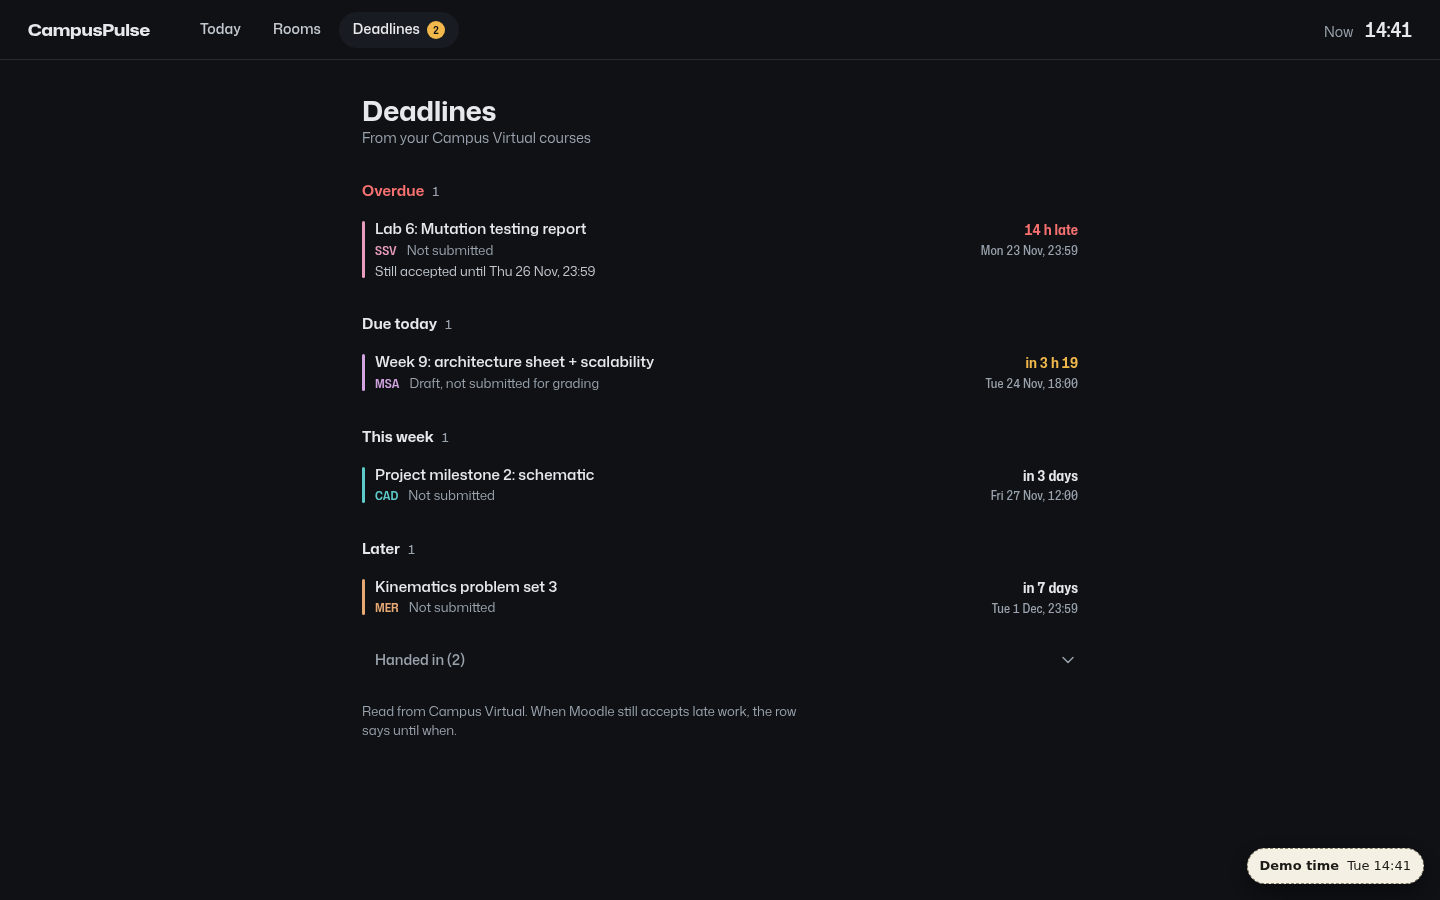 CampusPulse Today Rooms Deadlines 2 Now 14:41
Deadlines
From your Campus Virtual courses
Overdue 1
Lab 6: Mutation testing report 14 h late
SSV Not submitted Mon 23 Nov, 23:59
Still accepted until Thu 26 Nov, 23:59
Due today 1
Week 9: architecture sheet + scalability in 3 h 19
MSA Draft, not submitted for grading Tue 24 Nov, 18:00
This week 1
Project milestone 2: schematic in 3 days
CAD Not submitted Fri 27 Nov, 12:00
Later 1
Kinematics problem set 3 in 7 days
MER Not submitted Tue 1 Dec, 23:59
Handed in (2)
Read from Campus Virtual. When Moodle still accepts late work, the row
says until when.
Demo time Tue 14:41